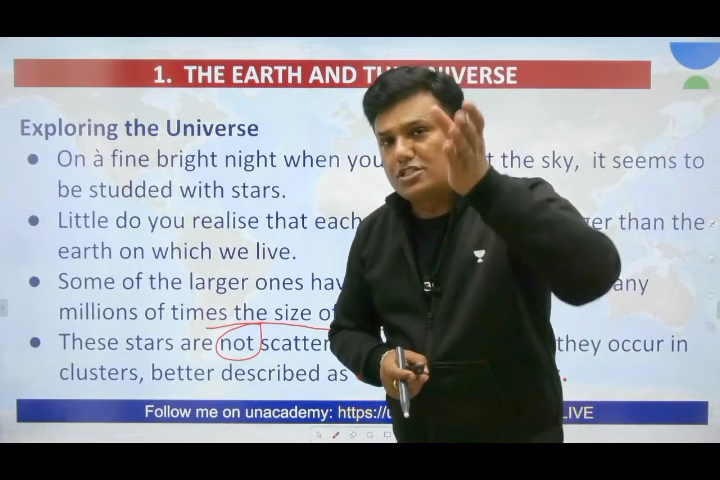 1. THE EARTH AND TH IVERSE
Exploring the Universe
● On à fine bright night when you t the sky, it seems to
be studded with stars.
● Little do you realise that each ger than the
earth on which we live.
● Some of the larger ones hav any
millions of times the size of
● These stars are not scatter they occur in
clusters, better described as .
Follow me on unacademy: https://u LIVE